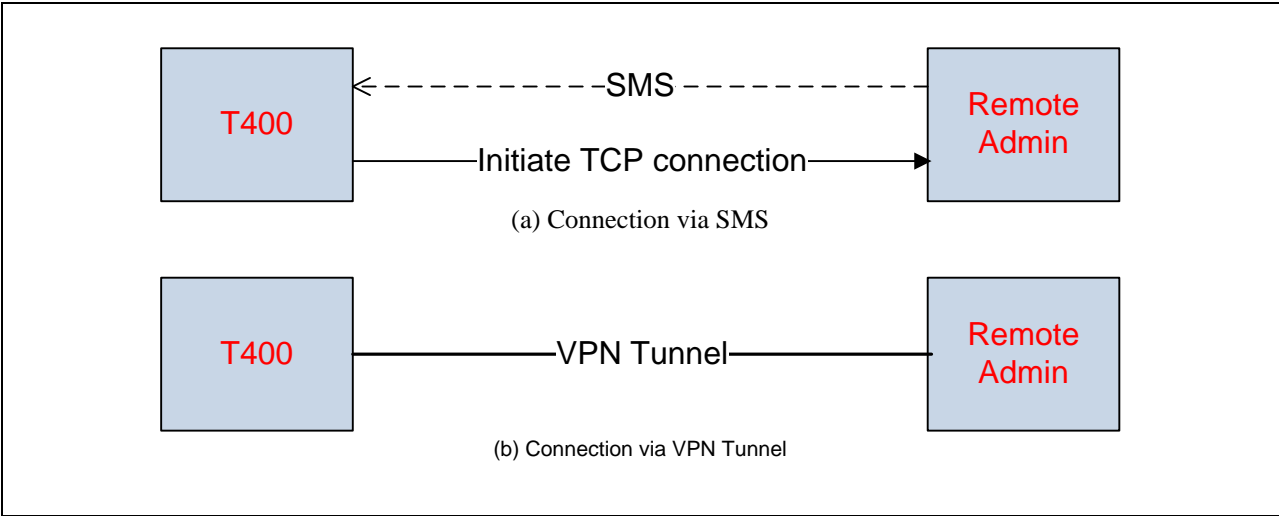 T400
SMS
Remote
Admin
Initiate TCP connection
(a) Connection via SMS
T400
VPN Tunnel
Remote
Admin
(b) Connection via VPN Tunnel